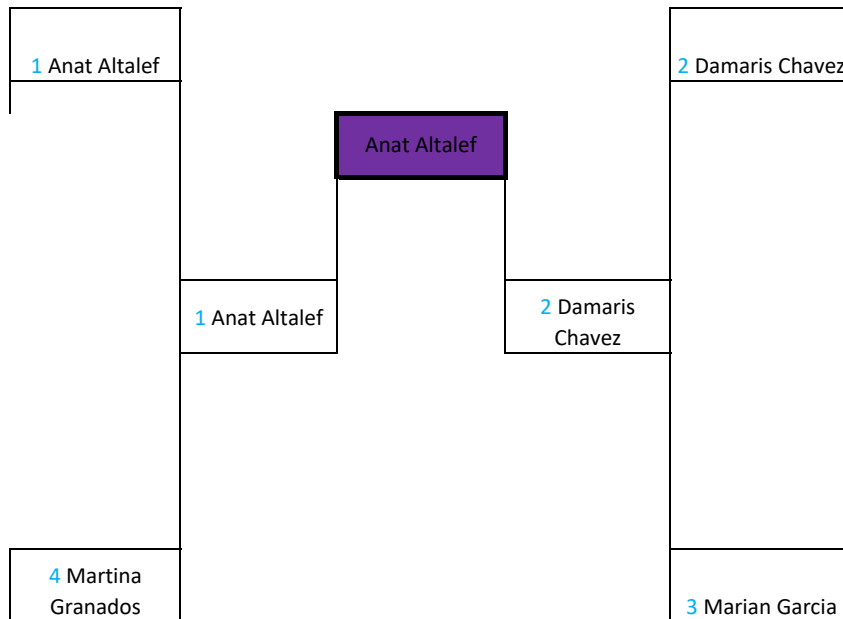 1 Anat Altalef
2 Damaris Chavez
Anat Altalef
1 Anat Altalef
2 Damaris
Chavez
4 Martina
Granados
3 Marian Garcia